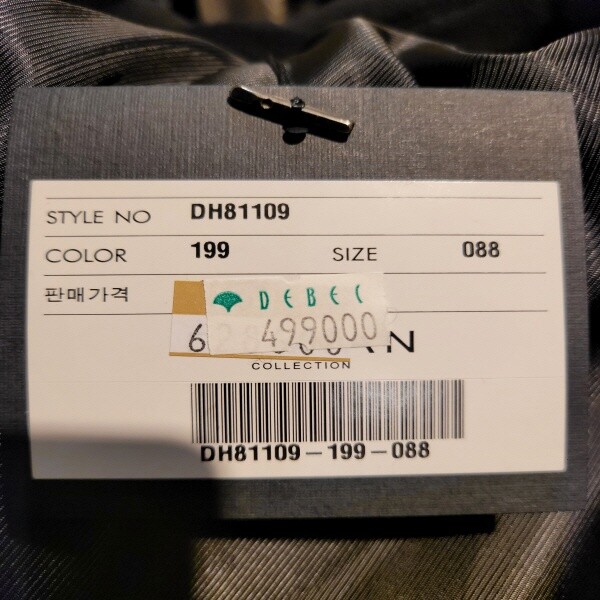 STYLE NO DH81109
COLOR 199 SIZE 088
판매가격
DEBEC
499000
COLLECTION
DH81109-199-088